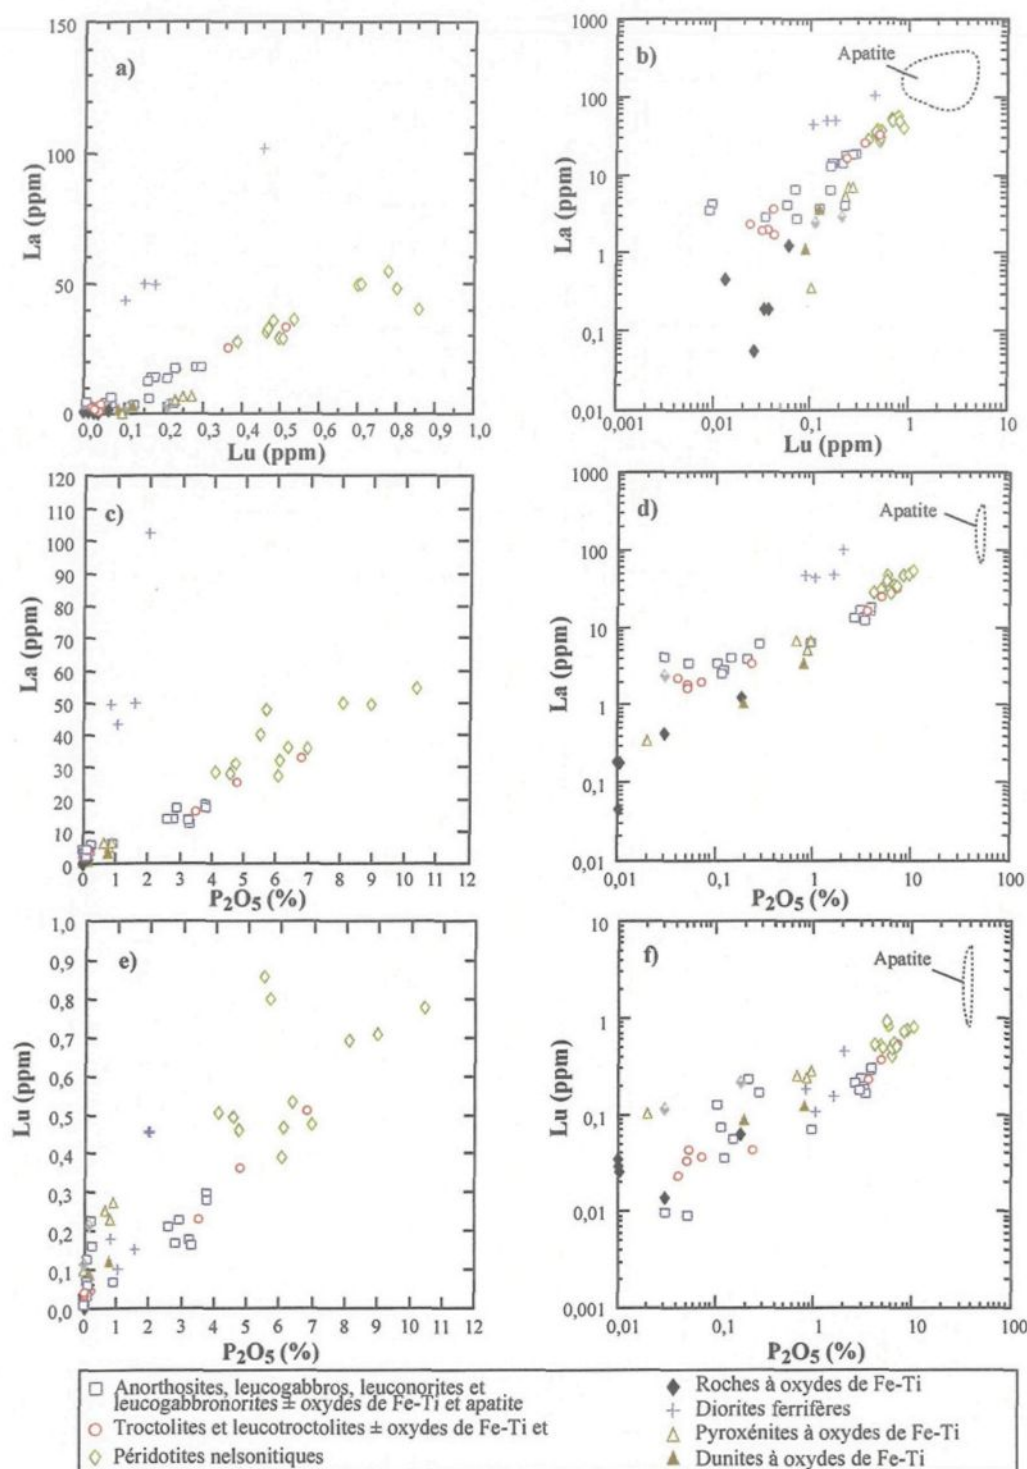 150
a)
100
La (ppm)
50
0
0,0 0,1 0,2 0,3 0,4 0,5 0,6 0,7 0,8 0,9 1,0
Lu (ppm)
1000
b)
Apatite
100
La (ppm)
10
1
0,1
0,01
0,001 0,01 0,1 1 10
Lu (ppm)
120
110
c)
100
90
80
70
La (ppm)
60
50
40
30
20
10
0
0 1 2 3 4 5 6 7 8 9 10 11 12
P₂O₅ (%)
1000
d)
Apatite
100
La (ppm)
10
1
0,1
0,01
0,01 0,1 1 10 100
P₂O₅ (%)
1,0
0,9
e)
0,8
0,7
0,6
Lu (ppm)
0,5
0,4
0,3
0,2
0,1
0,0
0 1 2 3 4 5 6 7 8 9 10 11 12
P₂O₅ (%)
10
f)
Apatite
1
Lu (ppm)
0,1
0,01
0,001
0,01 0,1 1 10 100
P₂O₅ (%)
Anorthosites, leucogabbros, leuconorites et
leucogabbronorites ± oxydes de Fe-Ti et apatite
Troctolites et leucotroctolites ± oxydes de Fe-Ti et
Péridotites nelsonitiques
Roches à oxydes de Fe-Ti
Diorites ferrifères
Pyroxénites à oxydes de Fe-Ti
Dunites à oxydes de Fe-Ti